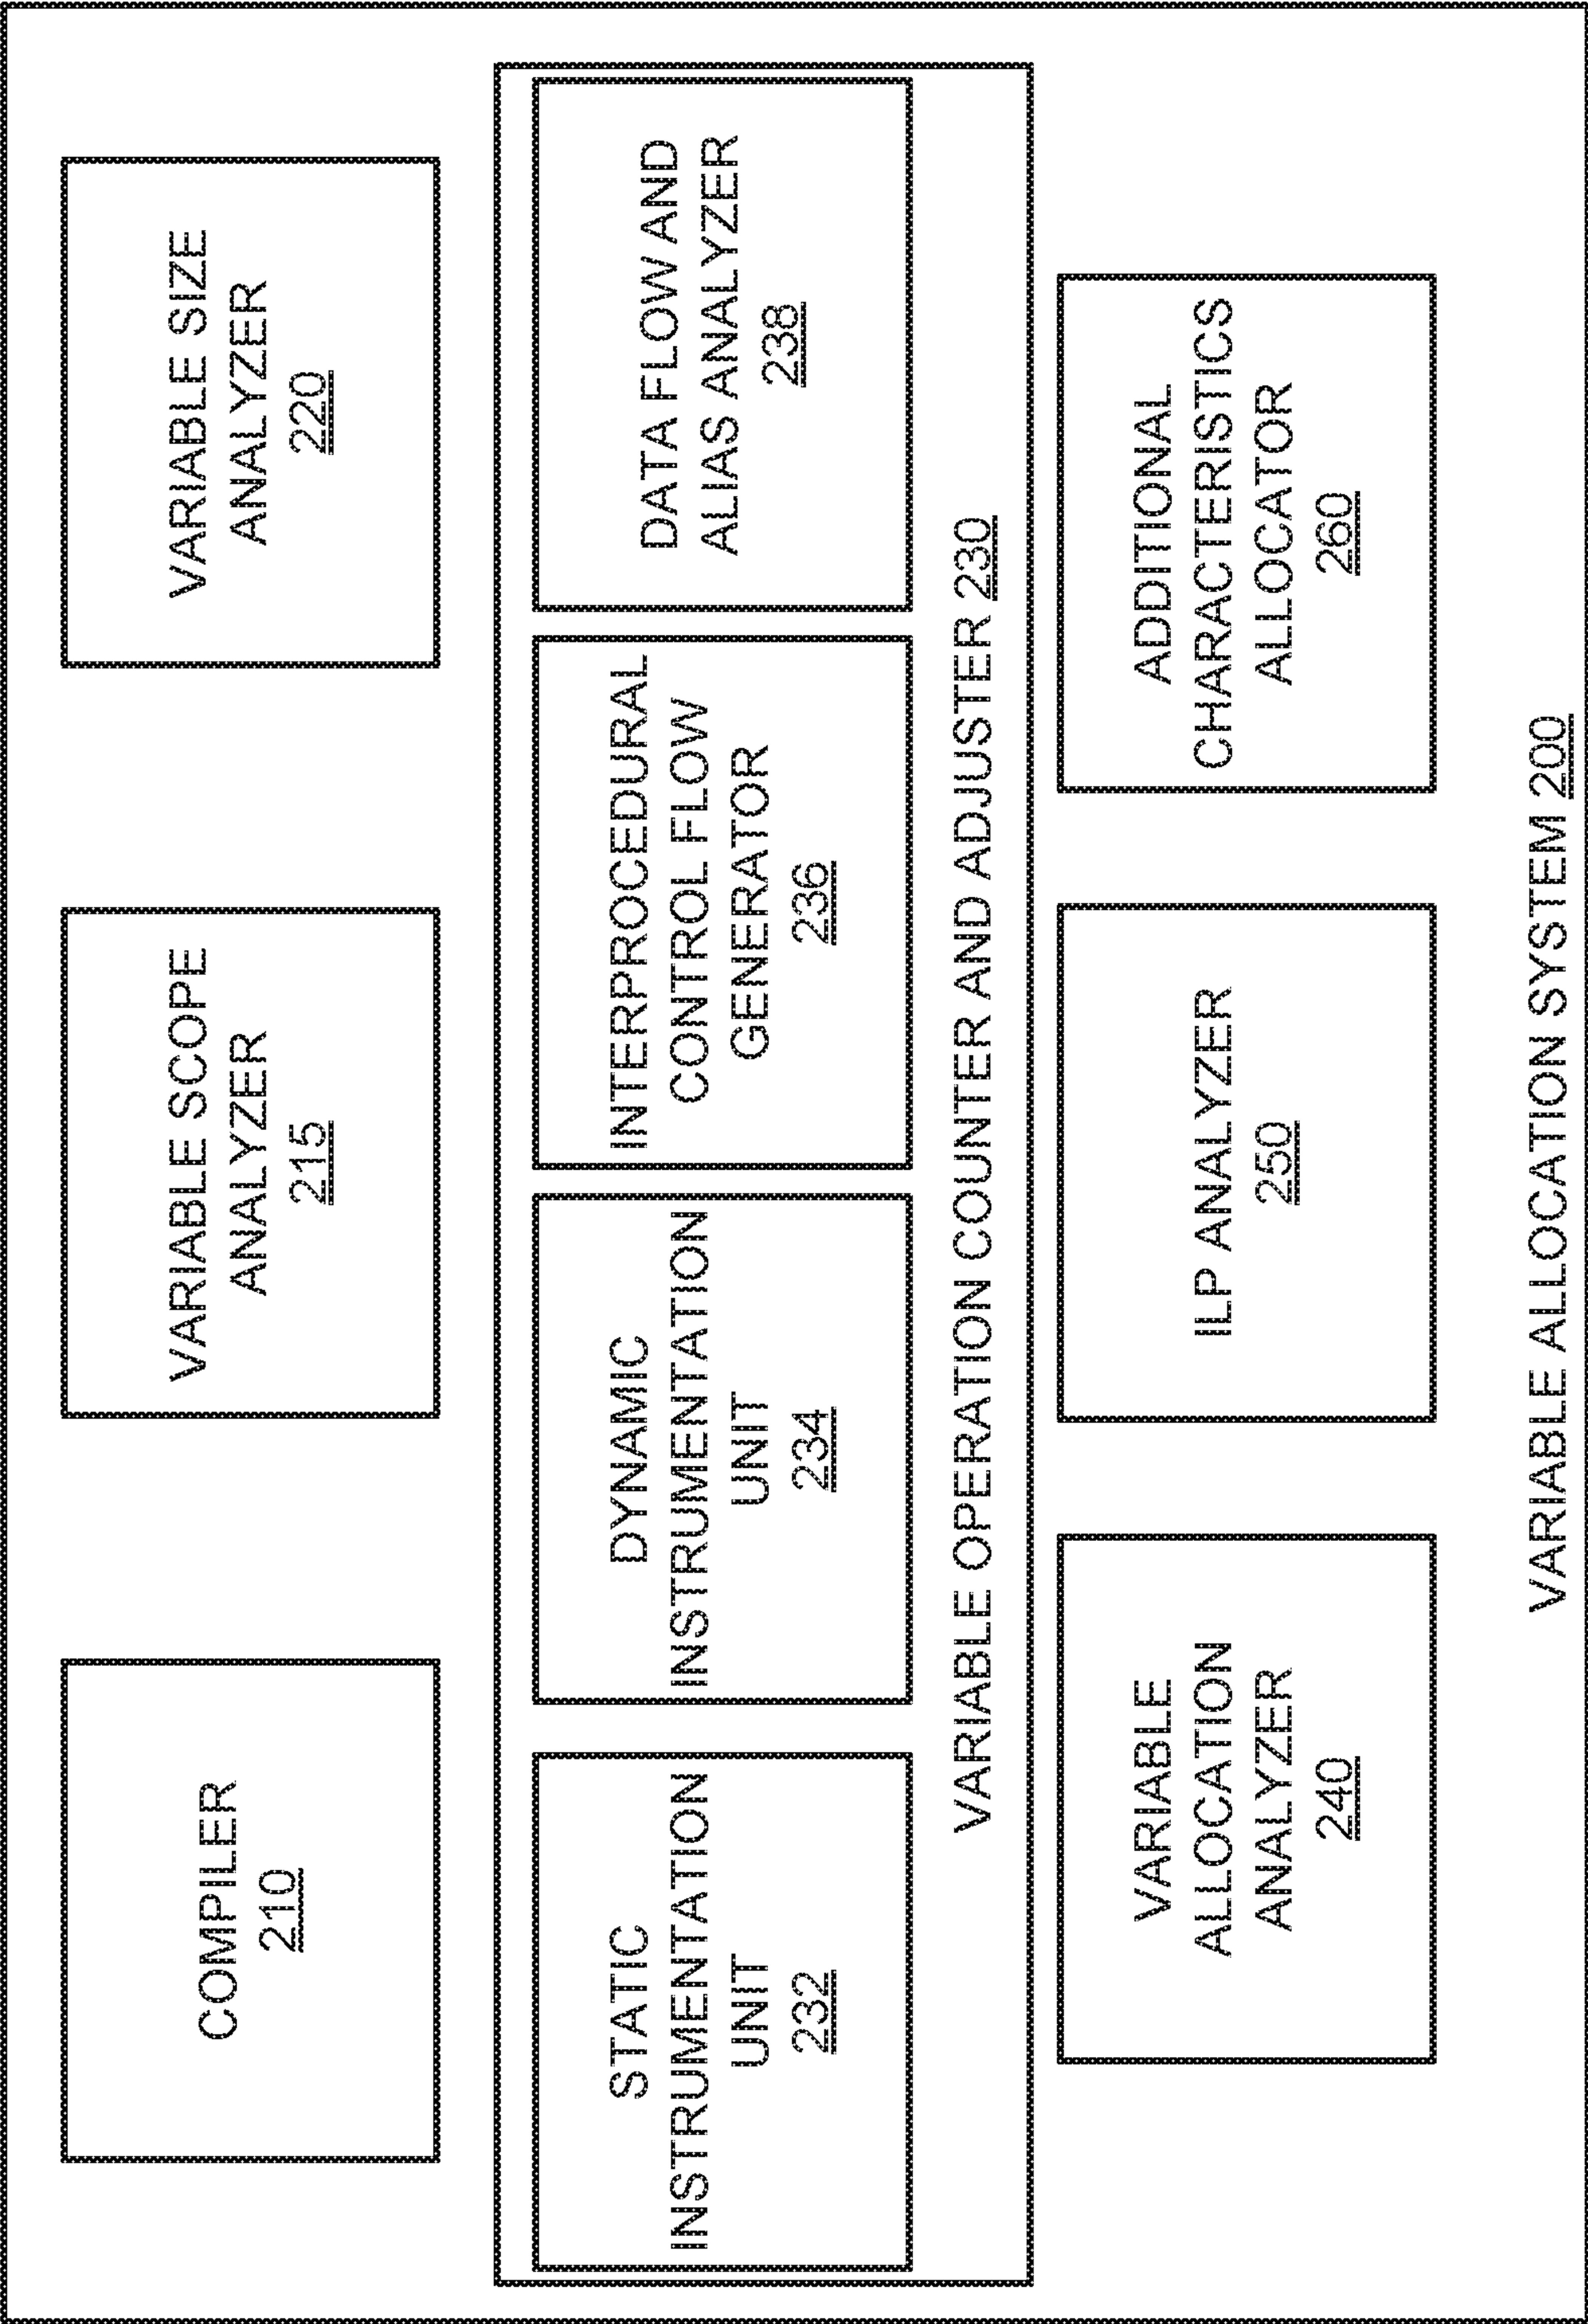 COMPILER
210
VARIABLE SCOPE
ANALYZER
215
VARIABLE SIZE
ANALYZER
220
STATIC
INSTRUMENTATION
UNIT
232
DYNAMIC
INSTRUMENTATION
UNIT
234
INTERPROCEDURAL
CONTROL FLOW
GENERATOR
236
DATA FLOW AND
ALIAS ANALYZER
238
VARIABLE OPERATION COUNTER AND ADJUSTER 230
VARIABLE
ALLOCATION
ANALYZER
240
ILP ANALYZER
250
ADDITIONAL
CHARACTERISTICS
ALLOCATOR
260
VARIABLE ALLOCATION SYSTEM 200